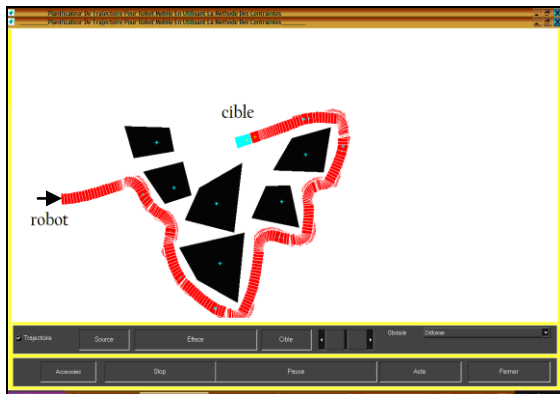 Planificateur De Trajectoire Pour Robot Mobile En Utilisant La Methode Des Contraintes
Planificateur De Trajectoire Pour Robot Mobile En Utilisant La Methode Des Contraintes
cible
robot
Trajectoire
Source
Effece
Cible
Obstacle
Déformer
Accessoires
Stop
Pause
Aide
Fermer